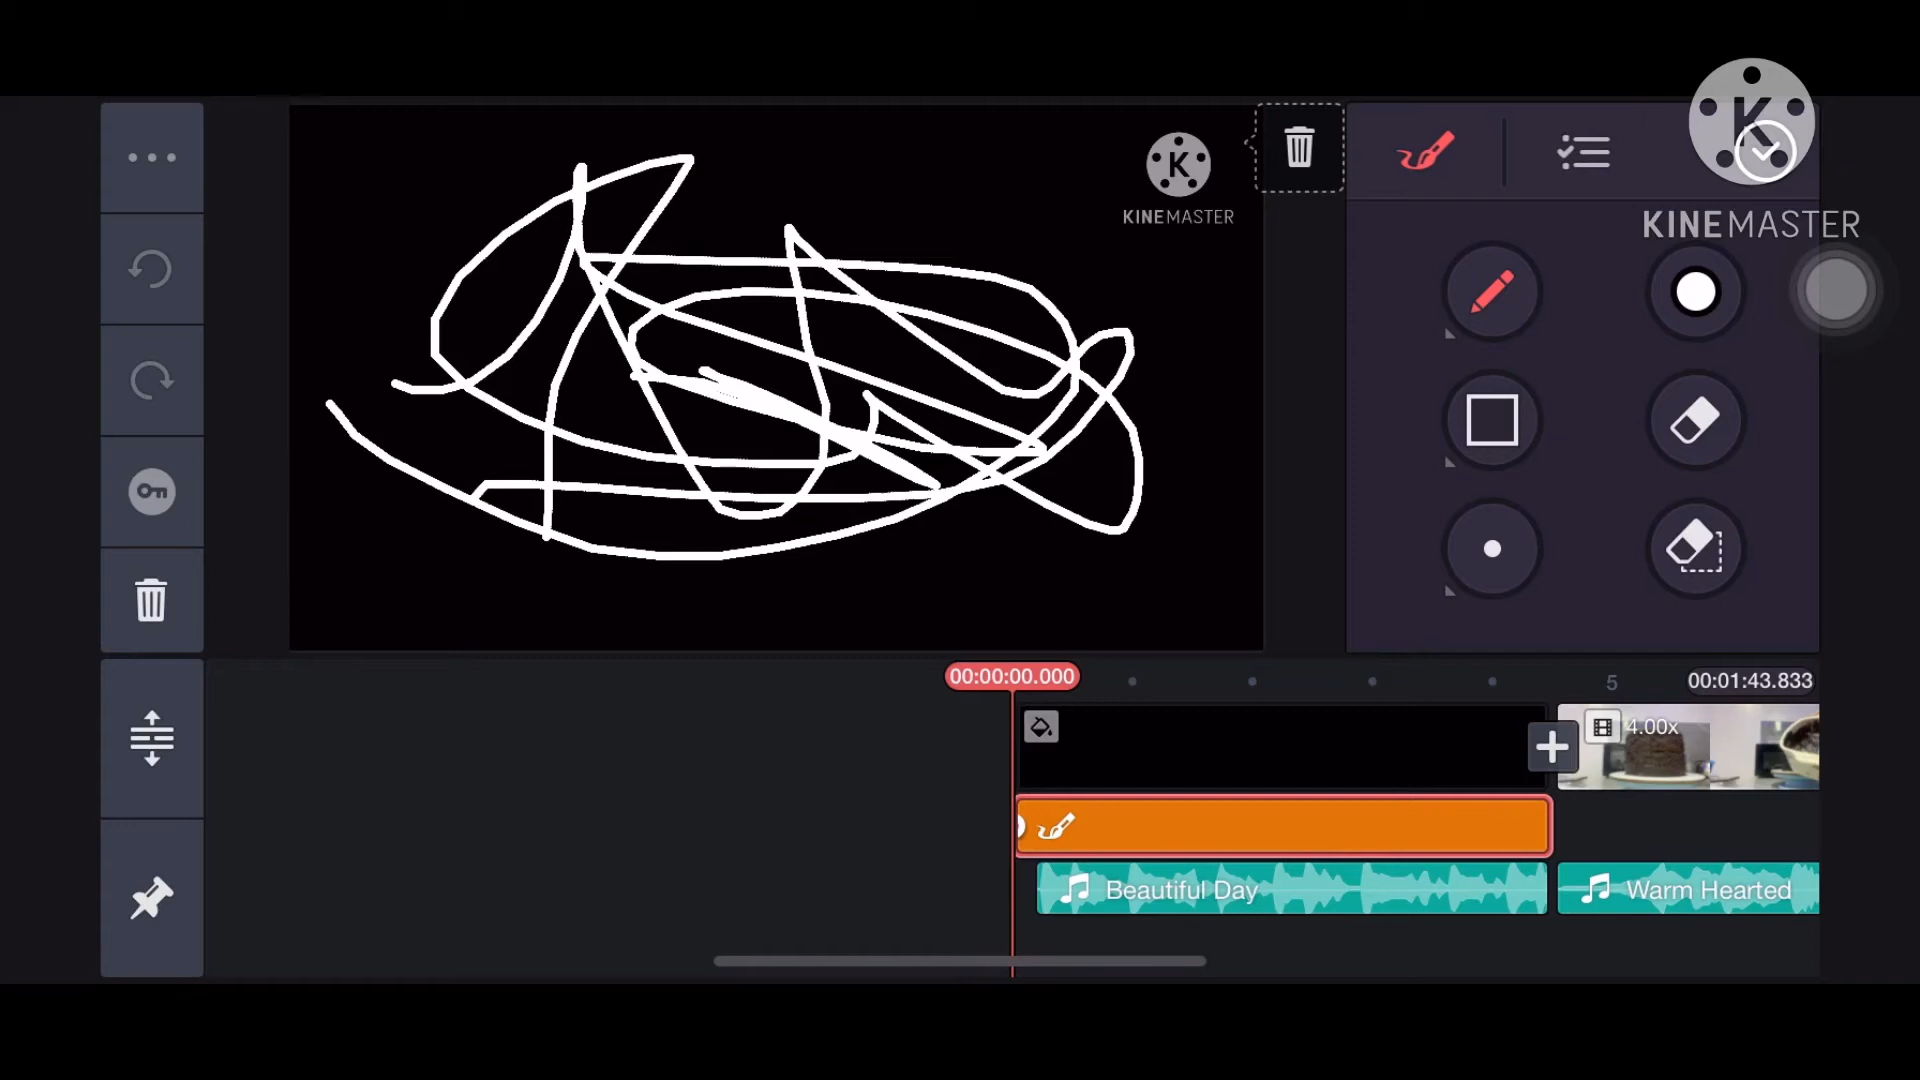 KINEMASTER
KINEMASTER
00:00:00.000
5
00:01:43.833
4.00x
Beautiful Day
Warm Hearted